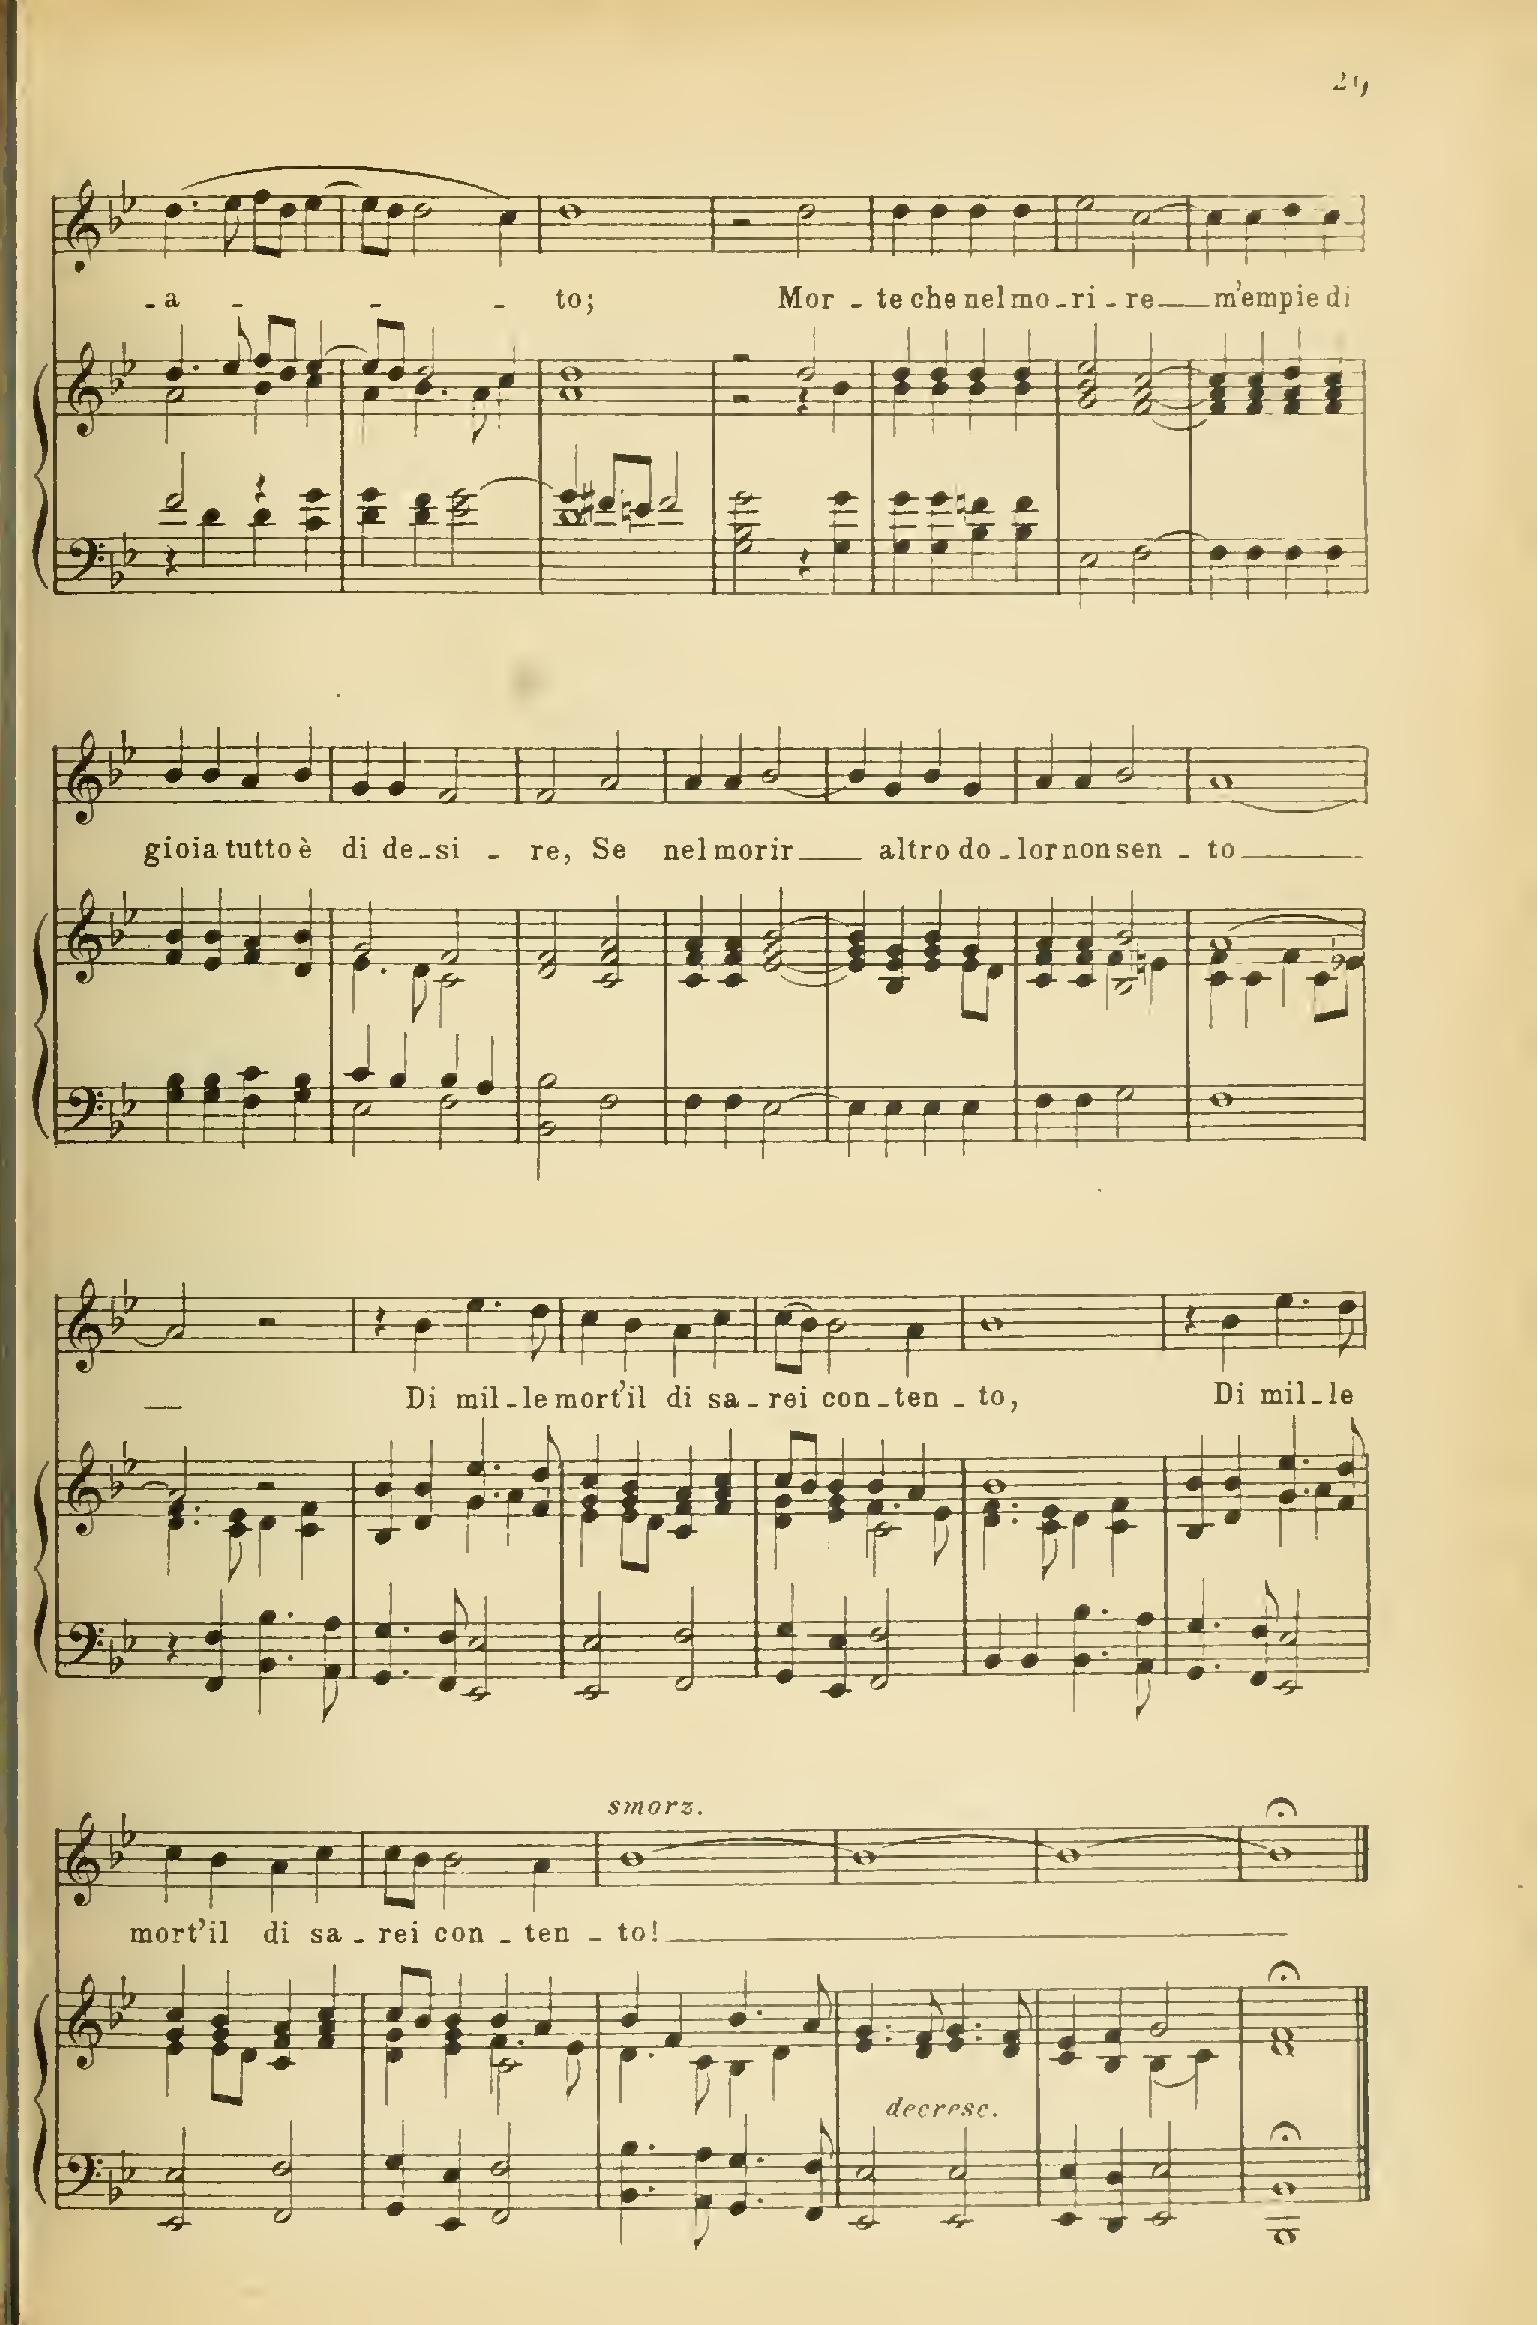 29
- a - - - to; Mor - te che nel mo - ri - re m'empie di
gioia tutto è di de - si - re, Se nel morir altro do - lor non sen - to
Di mil - le mort'il di sa - rei con - ten - to, Di mil - le
smorz.
mort'il di sa - rei con - ten - to!
decresc.